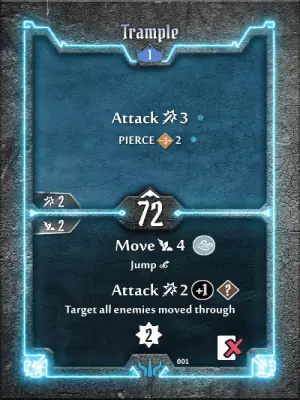 Trample
1
Attack 3
PIERCE 2
2
72
2
Move 4
Jump
Attack 2 +1 ?
Target all enemies moved through
2
001